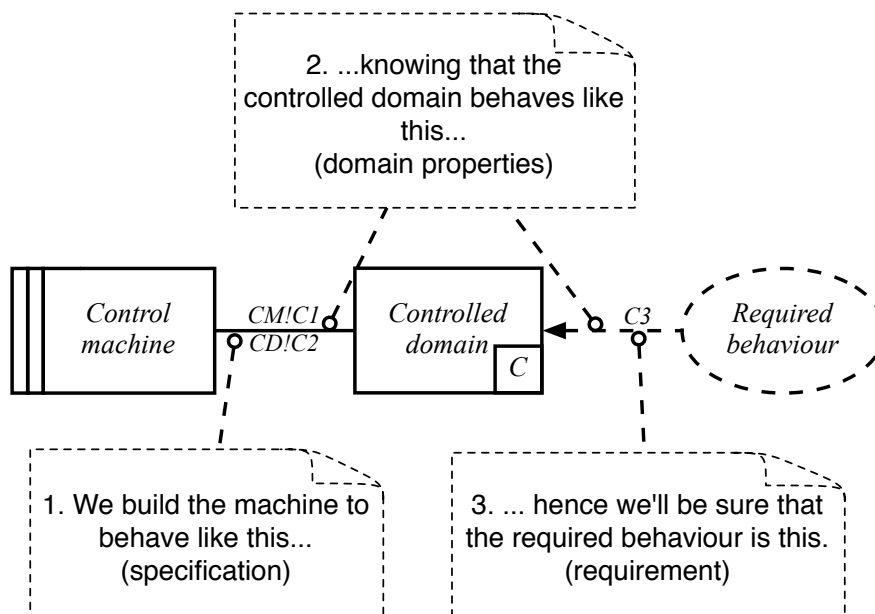 2. ...knowing that the
controlled domain behaves like
this...
(domain properties)
Control
machine
CM!C1
CD!C2
Controlled
domain
C
C3
Required
behaviour
1. We build the machine to
behave like this...
(specification)
3. ... hence we'll be sure that
the required behaviour is this.
(requirement)